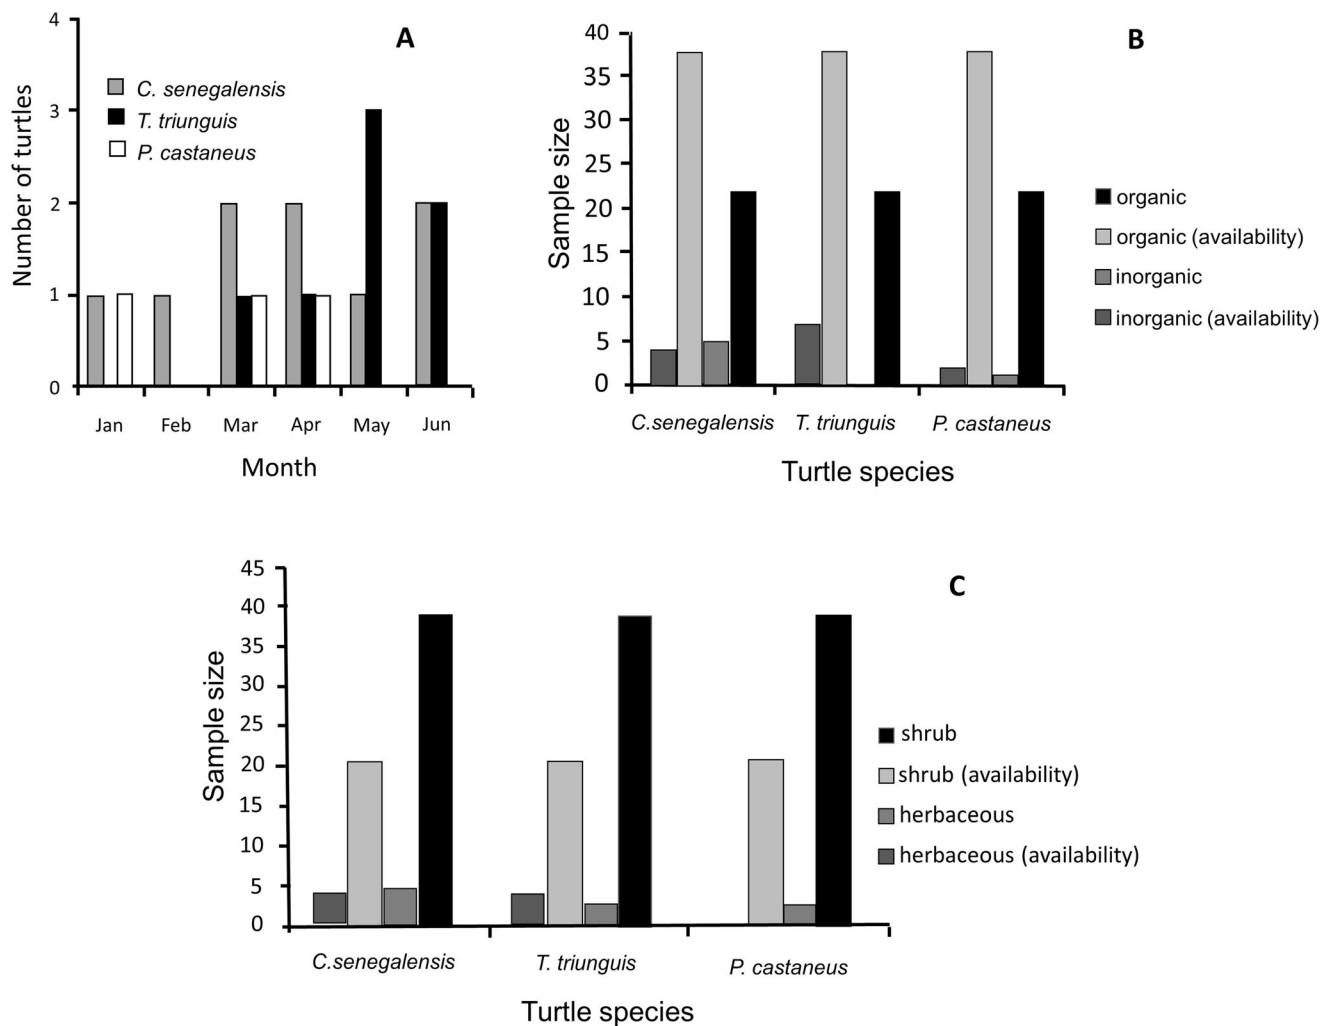 A
Number of turtles
4
3
2
1
0
C. senegalensis
T. triunguis
P. castaneus
Jan Feb Mar Apr May Jun
Month
B
Sample size
40
35
30
25
20
15
10
5
0
organic
organic (availability)
inorganic
inorganic (availability)
C.senegalensis T. triunguis P. castaneus
Turtle species
C
Sample size
45
40
35
30
25
20
15
10
5
0
shrub
shrub (availability)
herbaceous
herbaceous (availability)
C.senegalensis T. triunguis P. castaneus
Turtle species